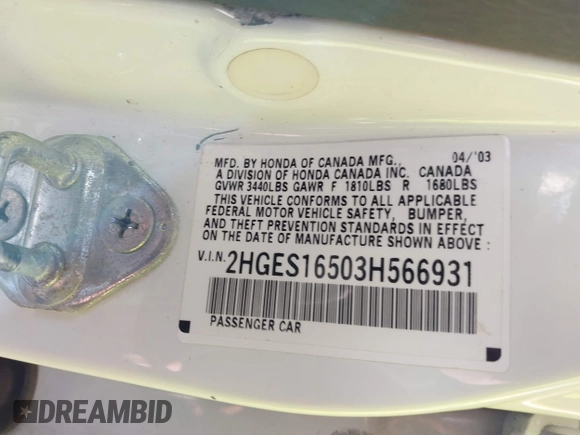 MFD. BY HONDA OF CANADA MFG., 04/'03
A DIVISION OF HONDA CANADA INC. CANADA
GVWR 3440LBS GAWR F 1810LBS R 1680LBS
THIS VEHICLE CONFORMS TO ALL APPLICABLE
FEDERAL MOTOR VEHICLE SAFETY, BUMPER,
AND THEFT PREVENTION STANDARDS IN EFFECT
ON THE DATE OF MANUFACTURE SHOWN ABOVE :
V.I.N. 2HGES16503H566931
PASSENGER CAR
DREAMBID